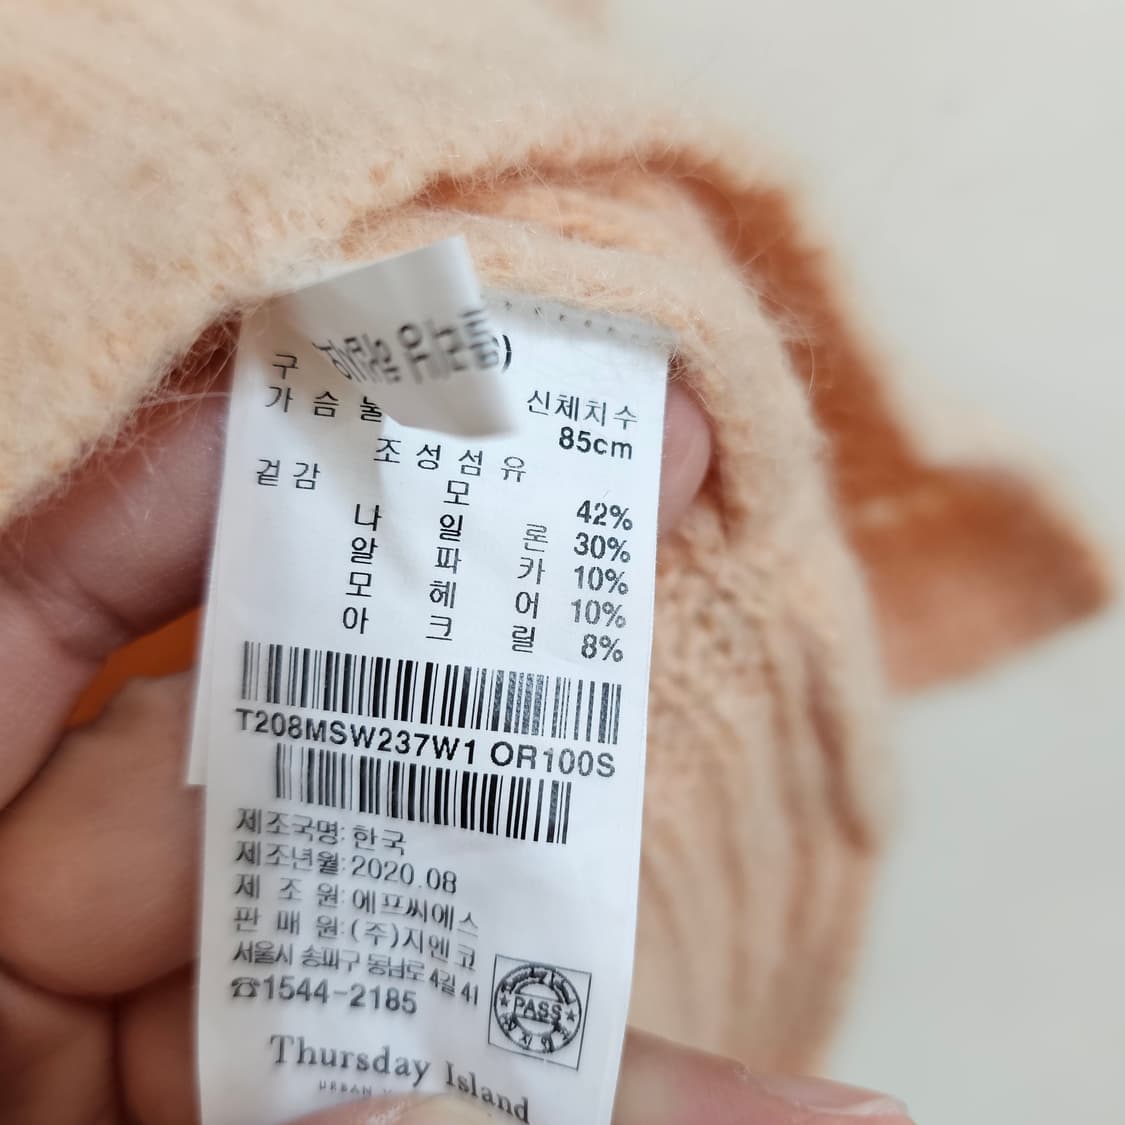 구
가 슴 둘 신체치수
85cm
조 성 섬 유
겉 감 모 42%
나 일 론 30%
알 파 카 10%
모 헤 어 10%
아 크 릴 8%
T208MSW237W1 OR100S
제조국명: 한국
제조년월: 2020.08
제 조 원: 에프씨에스
판 매 원: (주)지엔코
서울시 송파구 동남로 4길 41
☎1544-2185
PASS
Thursday Island
URBAN